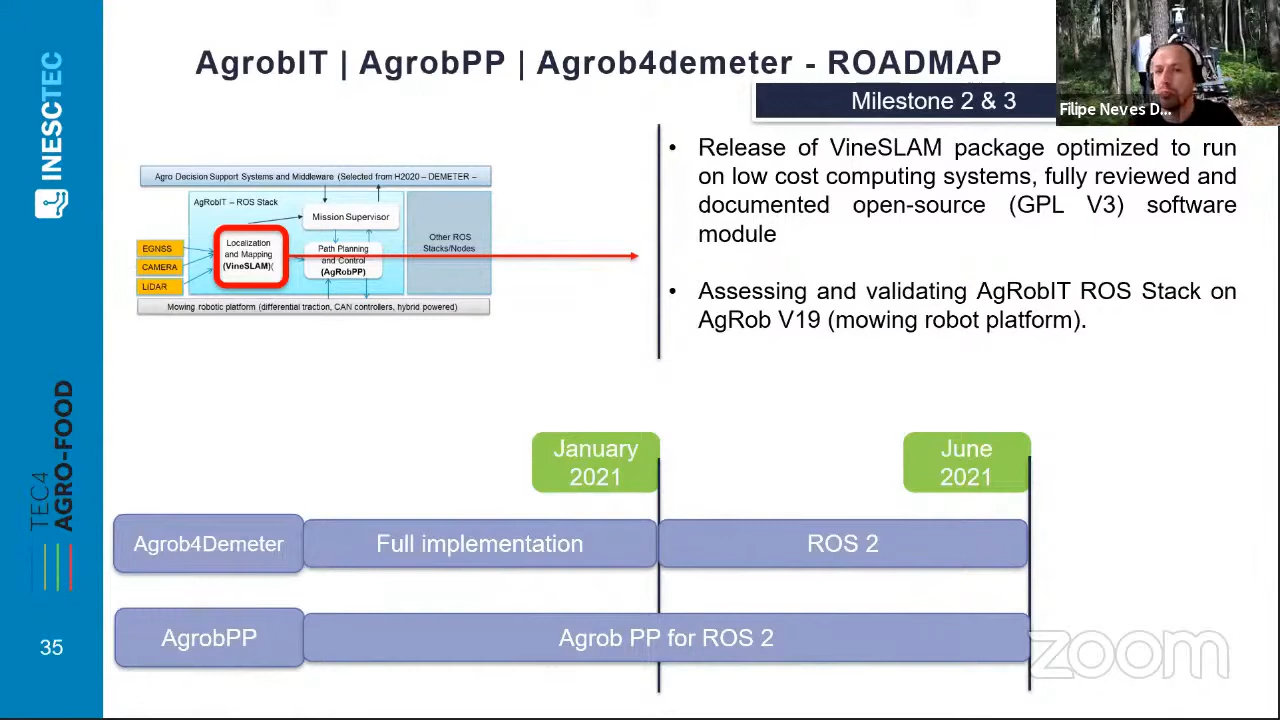 AgrobIT | AgrobPP | Agrob4demeter - ROADMAP
Milestone 2 & 3
Filipe Neves D...
INESCTEC
TEC4
AGRO-FOOD
35
Agro Decision Support Systems and Middleware (Selected from H2020 – DEMETER –
AgRobIT – ROS Stack
Mission Supervisor
Localization
and Mapping
(VineSLAM)(
Path Planning
and Control
(AgRobPP)
Other ROS
Stacks/Nodes
EGNSS
CAMERA
LiDAR
Mowing robotic platform (differential traction, CAN controllers, hybrid powered)
• Release of VineSLAM package optimized to run
on low cost computing systems, fully reviewed and
documented open-source (GPL V3) software
module
• Assessing and validating AgRobIT ROS Stack on
AgRob V19 (mowing robot platform).
January
2021
June
2021
Agrob4Demeter
Full implementation
ROS 2
AgrobPP
Agrob PP for ROS 2
zoom